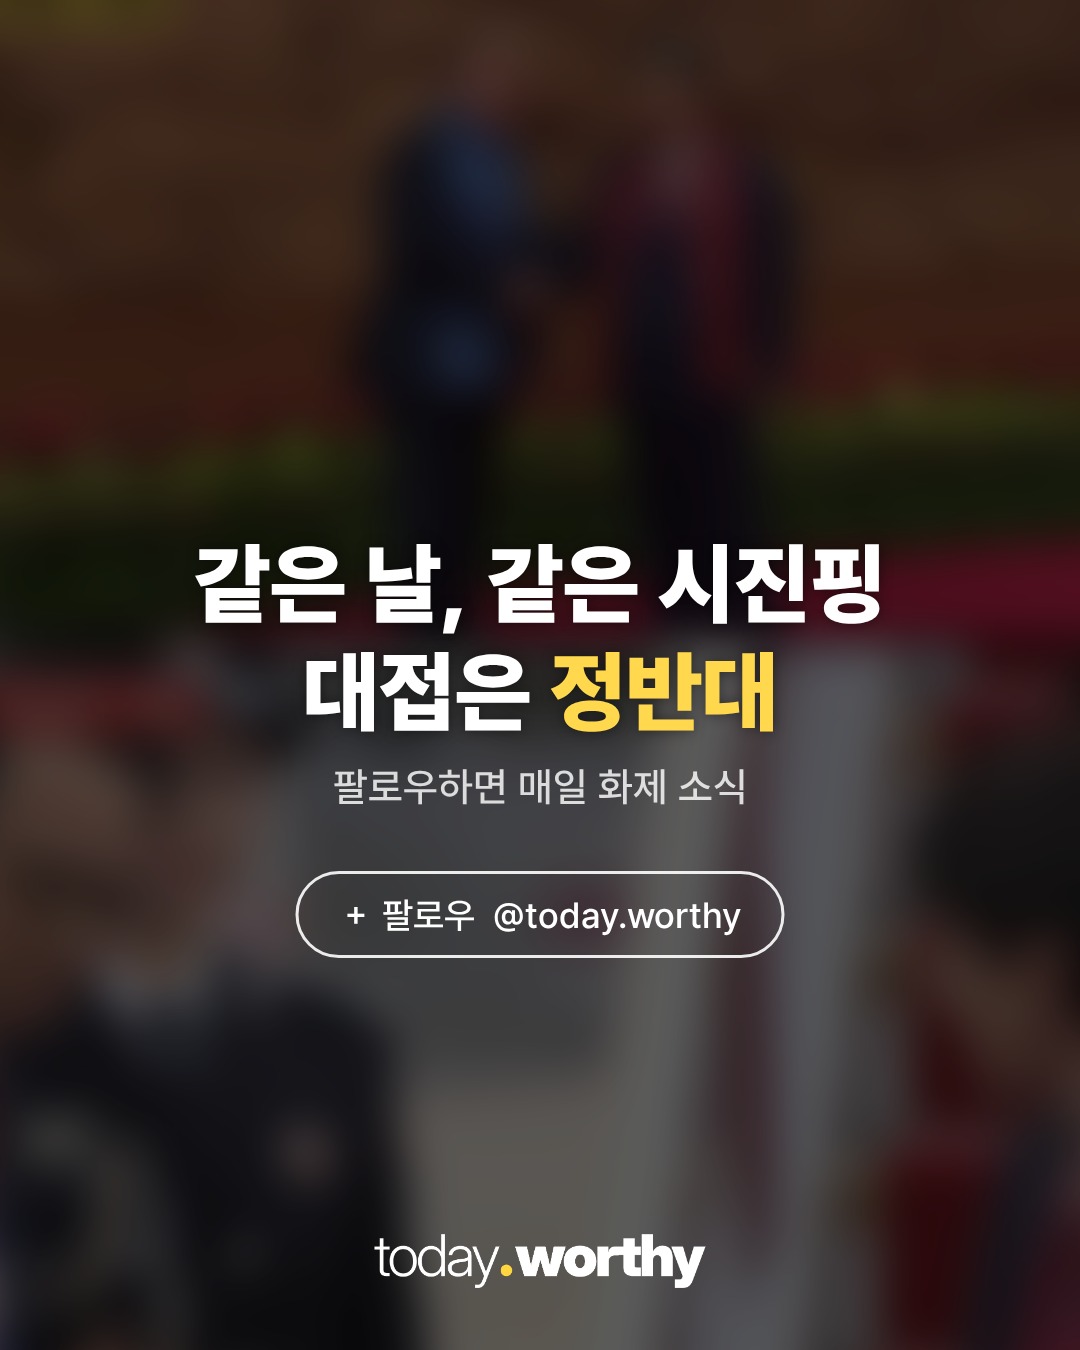 같은 날, 같은 시진핑
대접은 정반대
팔로우하면 매일 화제 소식
+ 팔로우 @today.worthy
today.worthy